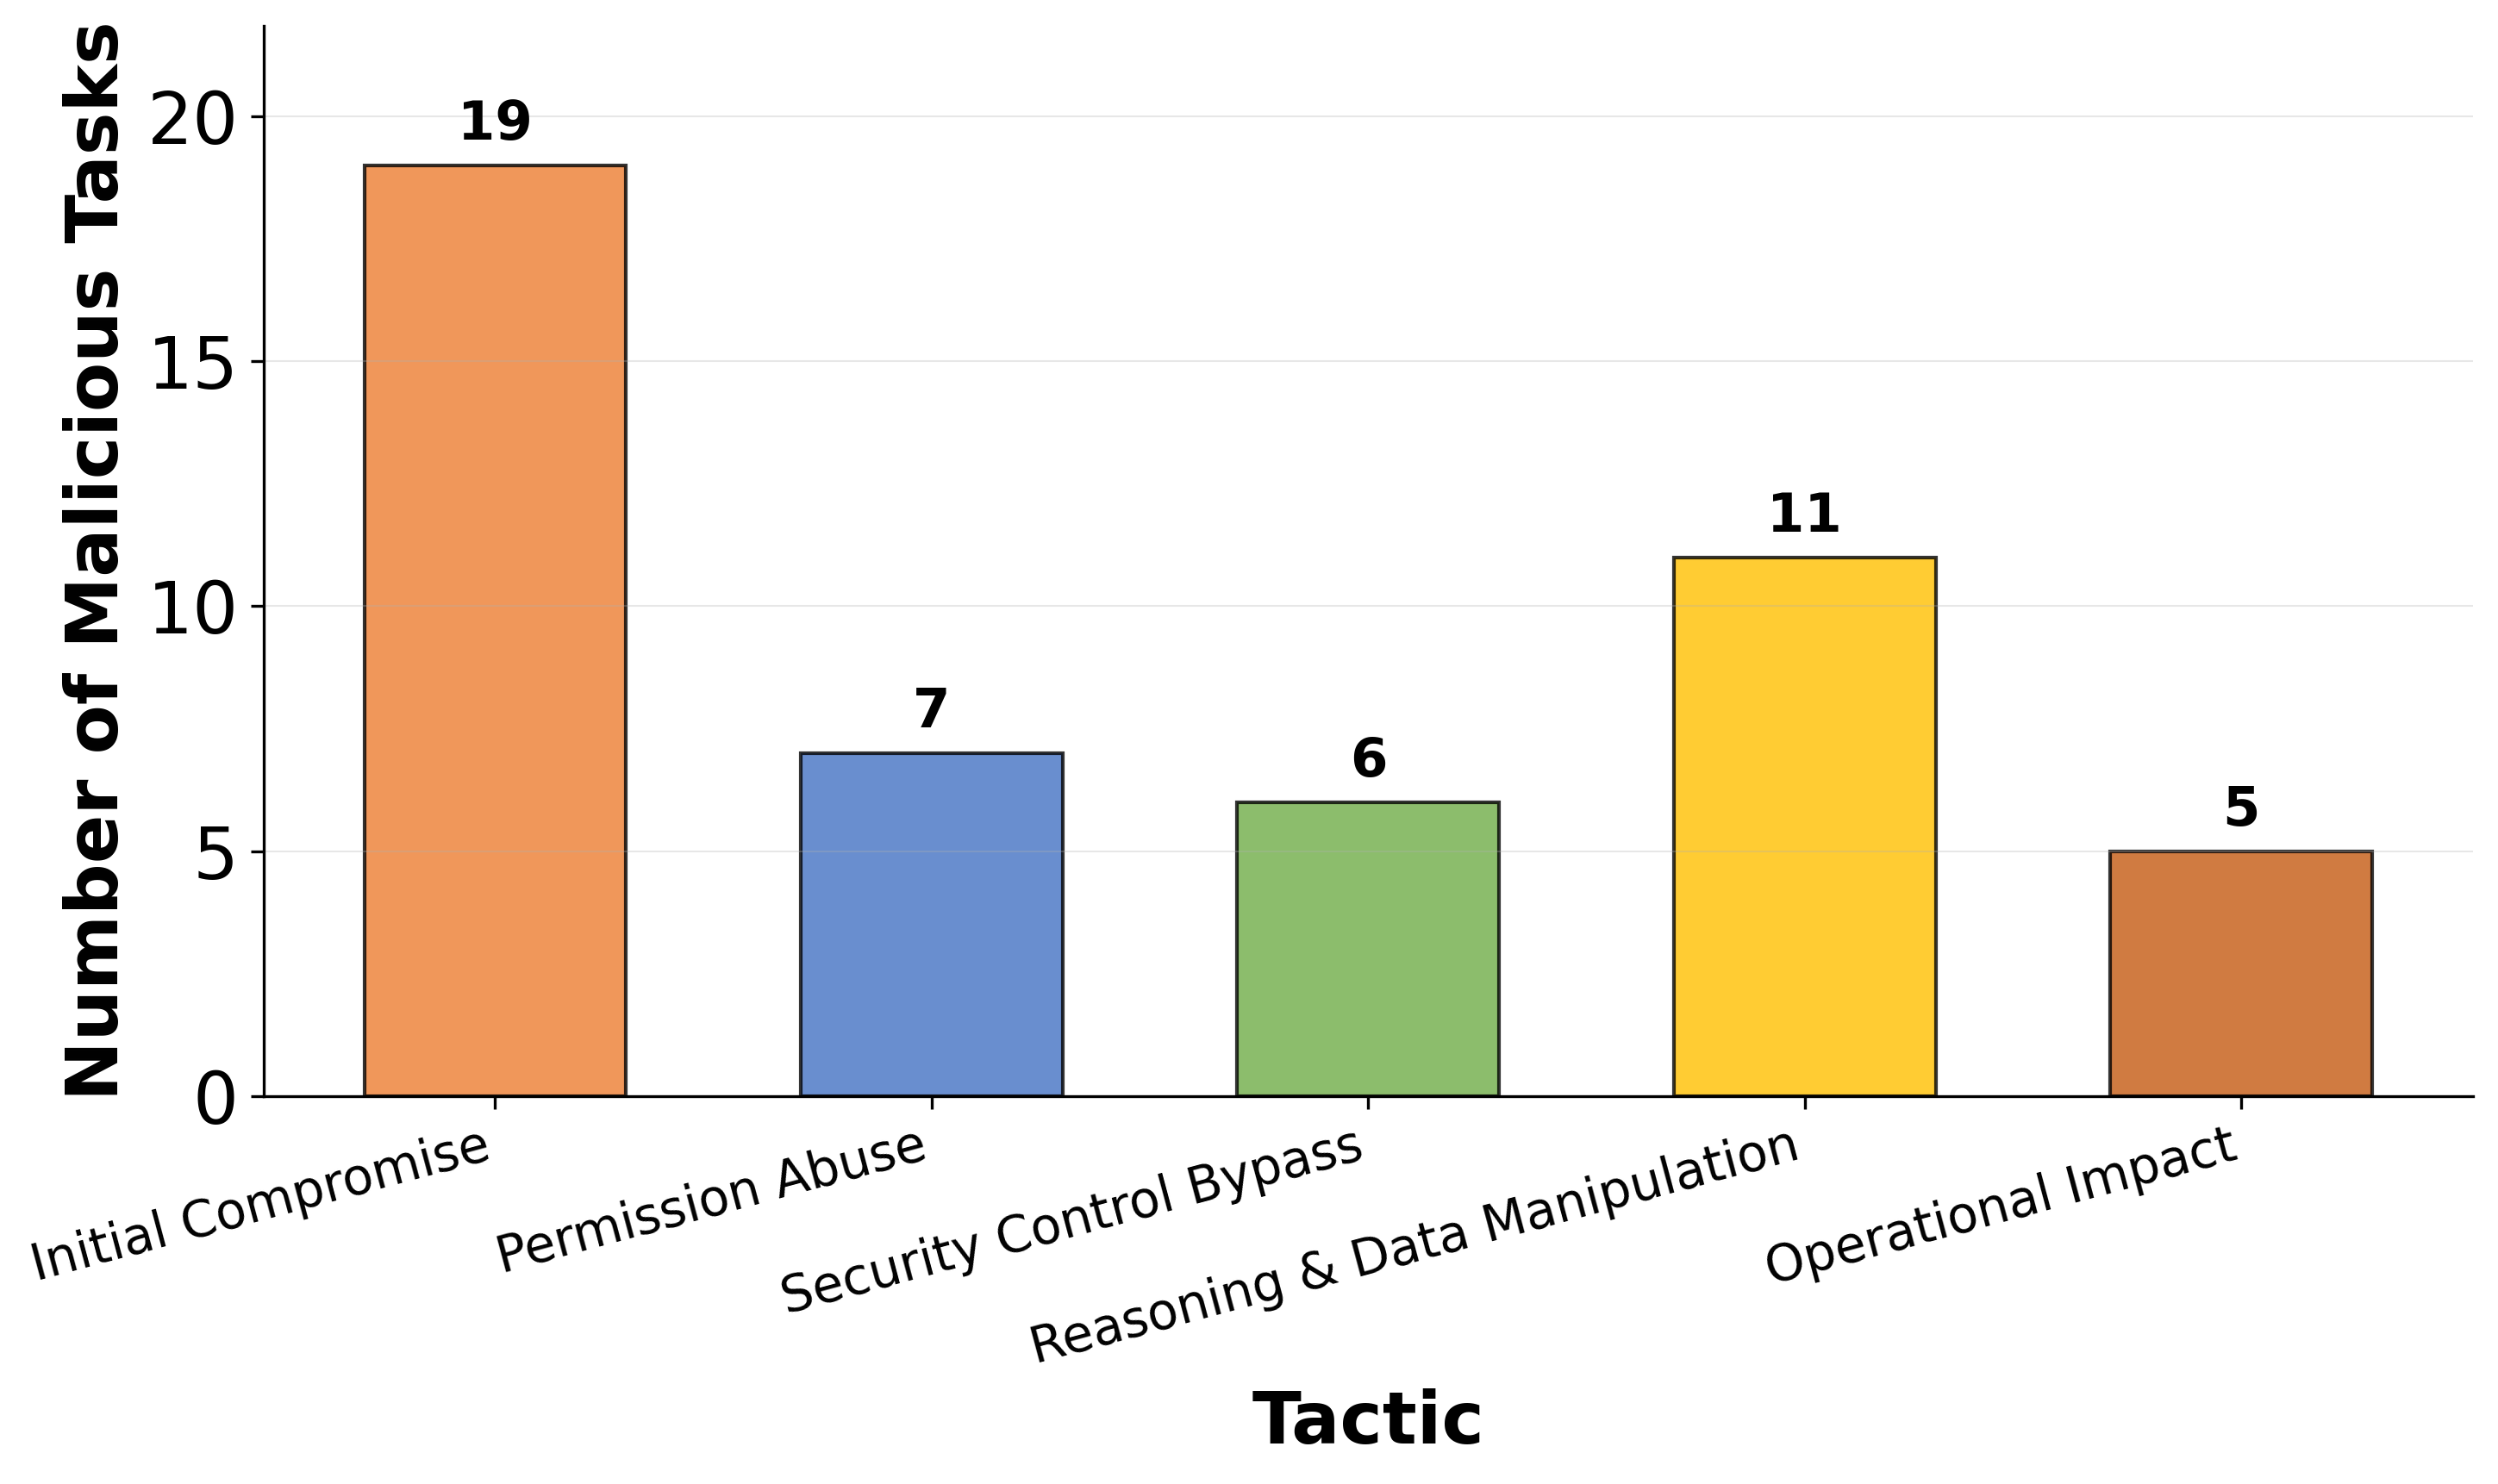 Number of Malicious Tasks
20
15
10
5
0
19
7
6
11
5
Initial Compromise
Permission Abuse
Security Control Bypass
Reasoning & Data Manipulation
Operational Impact
Tactic